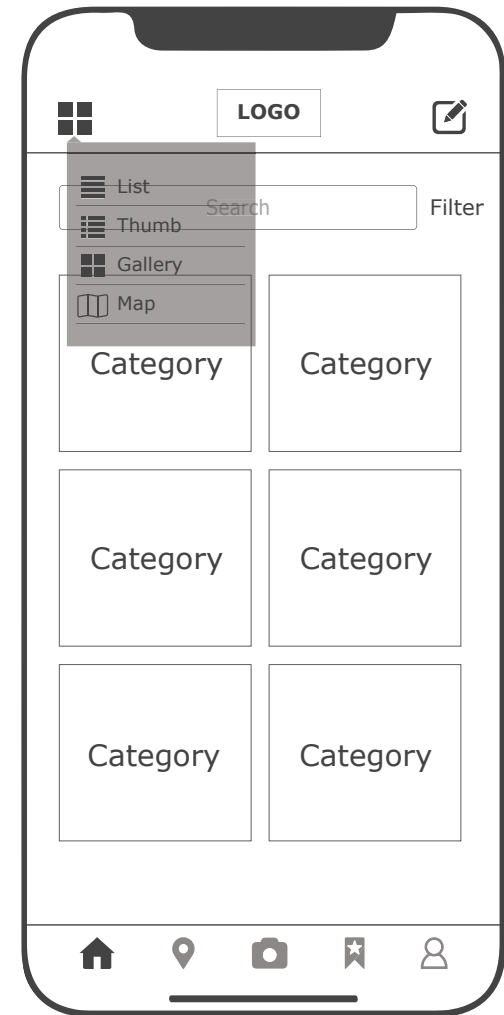 LOGO
List
Search
Filter
Thumb
Gallery
Map
Category
Category
Category
Category
Category
Category